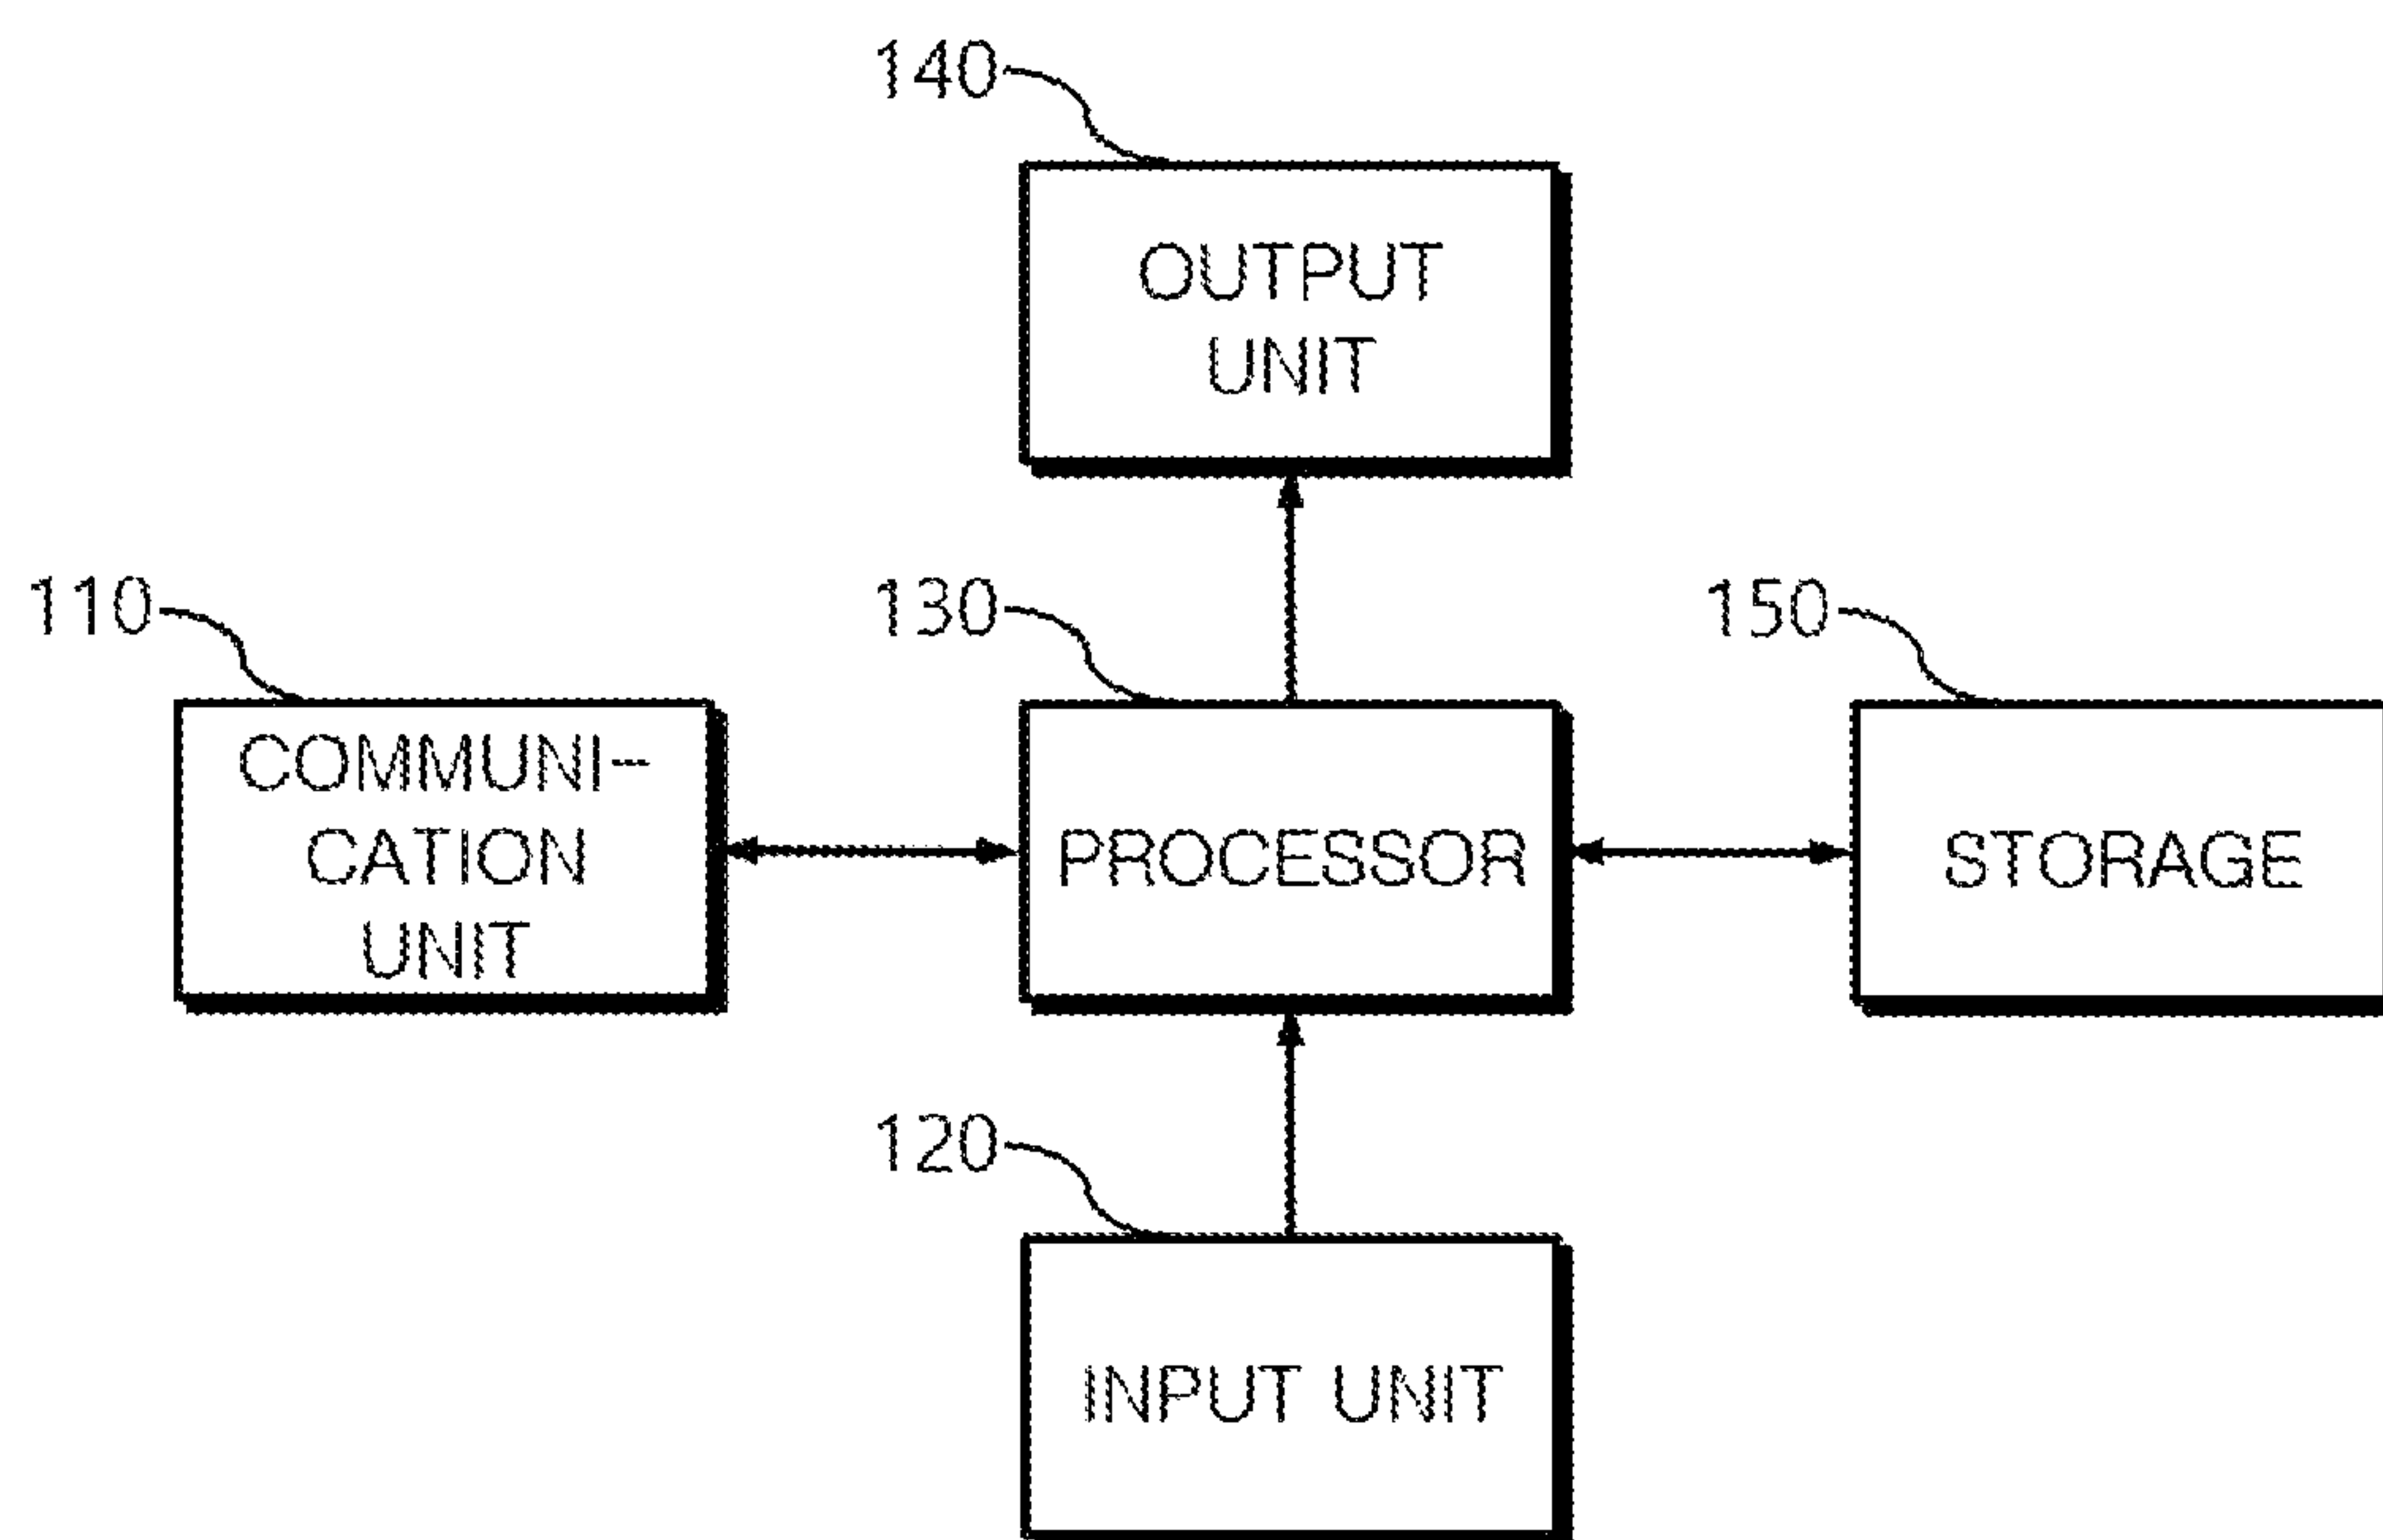 140
OUTPUT
UNIT
110
130
150
COMMUNI-
CATION
UNIT
PROCESSOR
STORAGE
120
INPUT UNIT